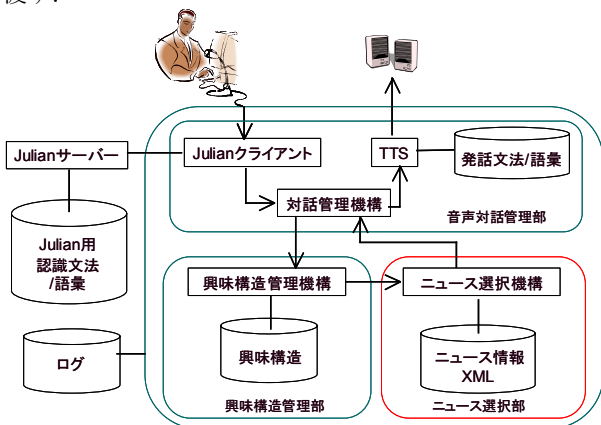 Julianサーバー
Julianクライアント
TTS
発話文法/語彙
対話管理機構
音声対話管理部
Julian用
認識文法
/語彙
興味構造管理機構
ニュース選択機構
ログ
興味構造
ニュース情報
XML
興味構造管理部
ニュース選択部